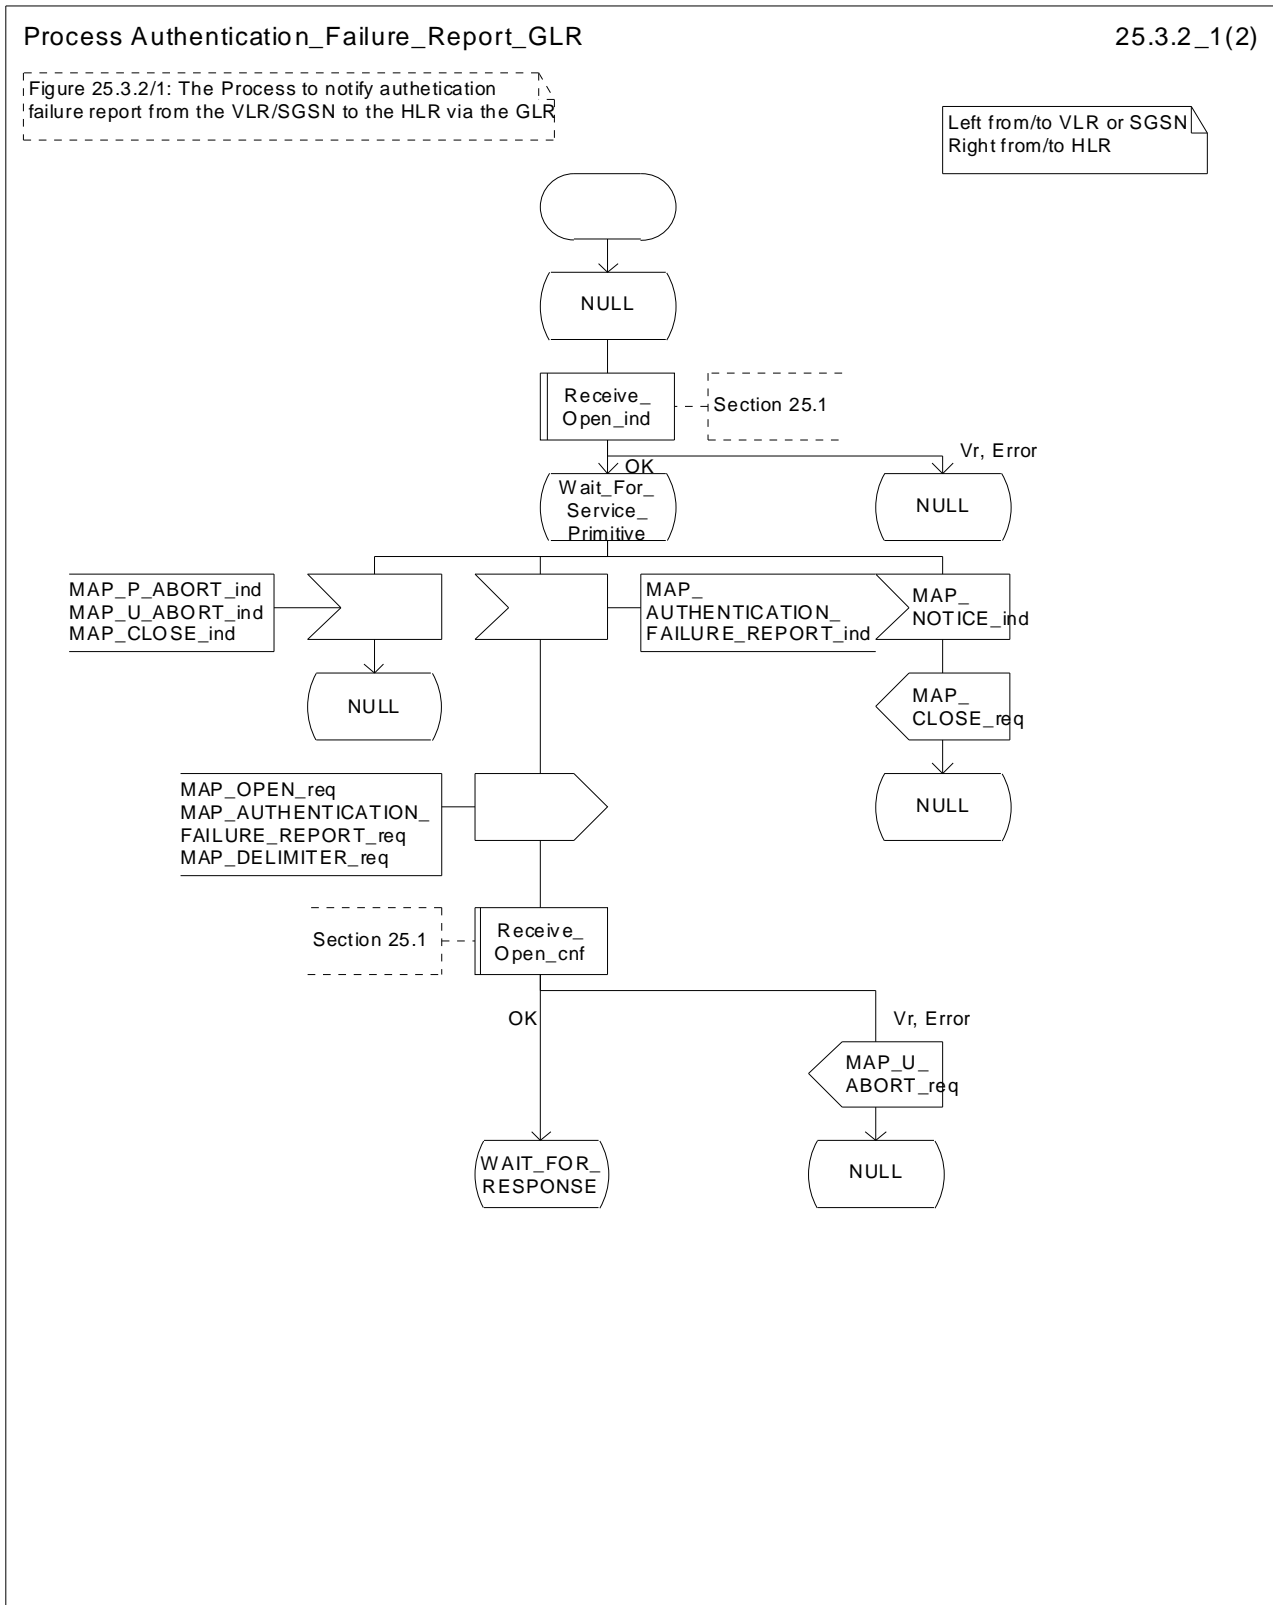 Process Authentication_Failure_Report_GLR
25.3.2_1(2)
Figure 25.3.2/1: The Process to notify authetication
failure report from the VLR/SGSN to the HLR via the GLR
Left from/to VLR or SGSN
Right from/to HLR
NULL
Receive_
Open_ind
Section 25.1
OK
Vr, Error
Wait_For_
Service_
Primitive
NULL
MAP_P_ABORT_ind
MAP_U_ABORT_ind
MAP_CLOSE_ind
MAP_
AUTHENTICATION_
FAILURE_REPORT_ind
MAP_
NOTICE_ind
NULL
MAP_
CLOSE_req
MAP_OPEN_req
MAP_AUTHENTICATION_
FAILURE_REPORT_req
MAP_DELIMITER_req
NULL
Section 25.1
Receive_
Open_cnf
OK
Vr, Error
MAP_U_
ABORT_req
WAIT_FOR_
RESPONSE
NULL